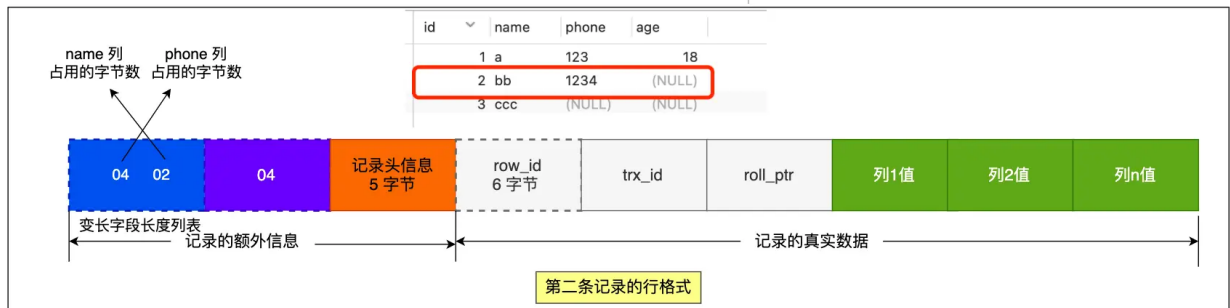 id name phone age
1 a 123 18
2 bb 1234 (NULL)
3 ccc (NULL) (NULL)
name 列
占用的字节数
phone 列
占用的字节数
04 02
04
记录头信息
5 字节
row_id
6 字节
trx_id
roll_ptr
列1值
列2值
列n值
变长字段长度列表
记录的额外信息
记录的真实数据
第二条记录的行格式